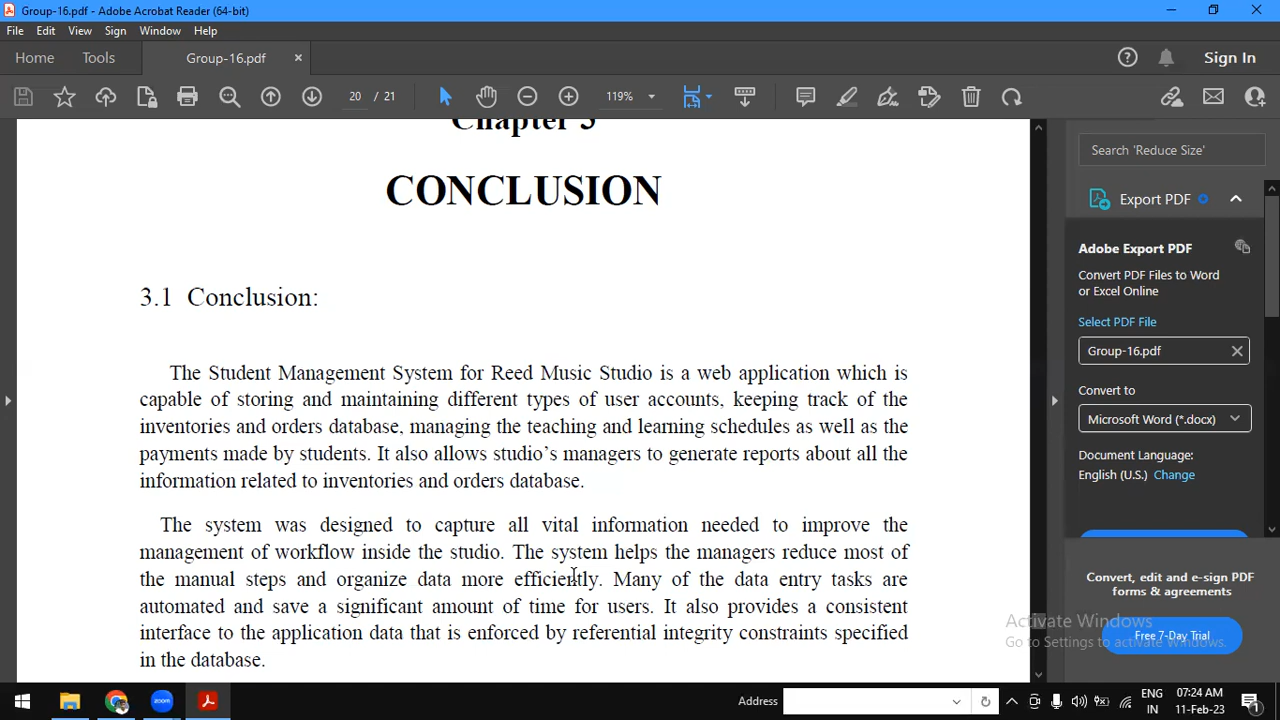 Group-16.pdf - Adobe Acrobat Reader (64-bit)
File Edit View Sign Window Help
Home Tools Group-16.pdf × Sign In
20 / 21 119%
Chapter 3
CONCLUSION
3.1 Conclusion:
The Student Management System for Reed Music Studio is a web application which is
capable of storing and maintaining different types of user accounts, keeping track of the
inventories and orders database, managing the teaching and learning schedules as well as the
payments made by students. It also allows studio's managers to generate reports about all the
information related to inventories and orders database.
The system was designed to capture all vital information needed to improve the
management of workflow inside the studio. The system helps the managers reduce most of
the manual steps and organize data more efficiently. Many of the data entry tasks are
automated and save a significant amount of time for users. It also provides a consistent
interface to the application data that is enforced by referential integrity constraints specified
in the database.
Search 'Reduce Size'
Export PDF
Adobe Export PDF
Convert PDF Files to Word
or Excel Online
Select PDF File
Group-16.pdf
Convert to
Microsoft Word (*.docx)
Document Language:
English (U.S.) Change
Convert, edit and e-sign PDF
forms & agreements
Free 7-Day Trial
Activate Windows
Go to Settings to activate Windows.
zoom
Address
ENG
IN
07:24 AM
11-Feb-23
1